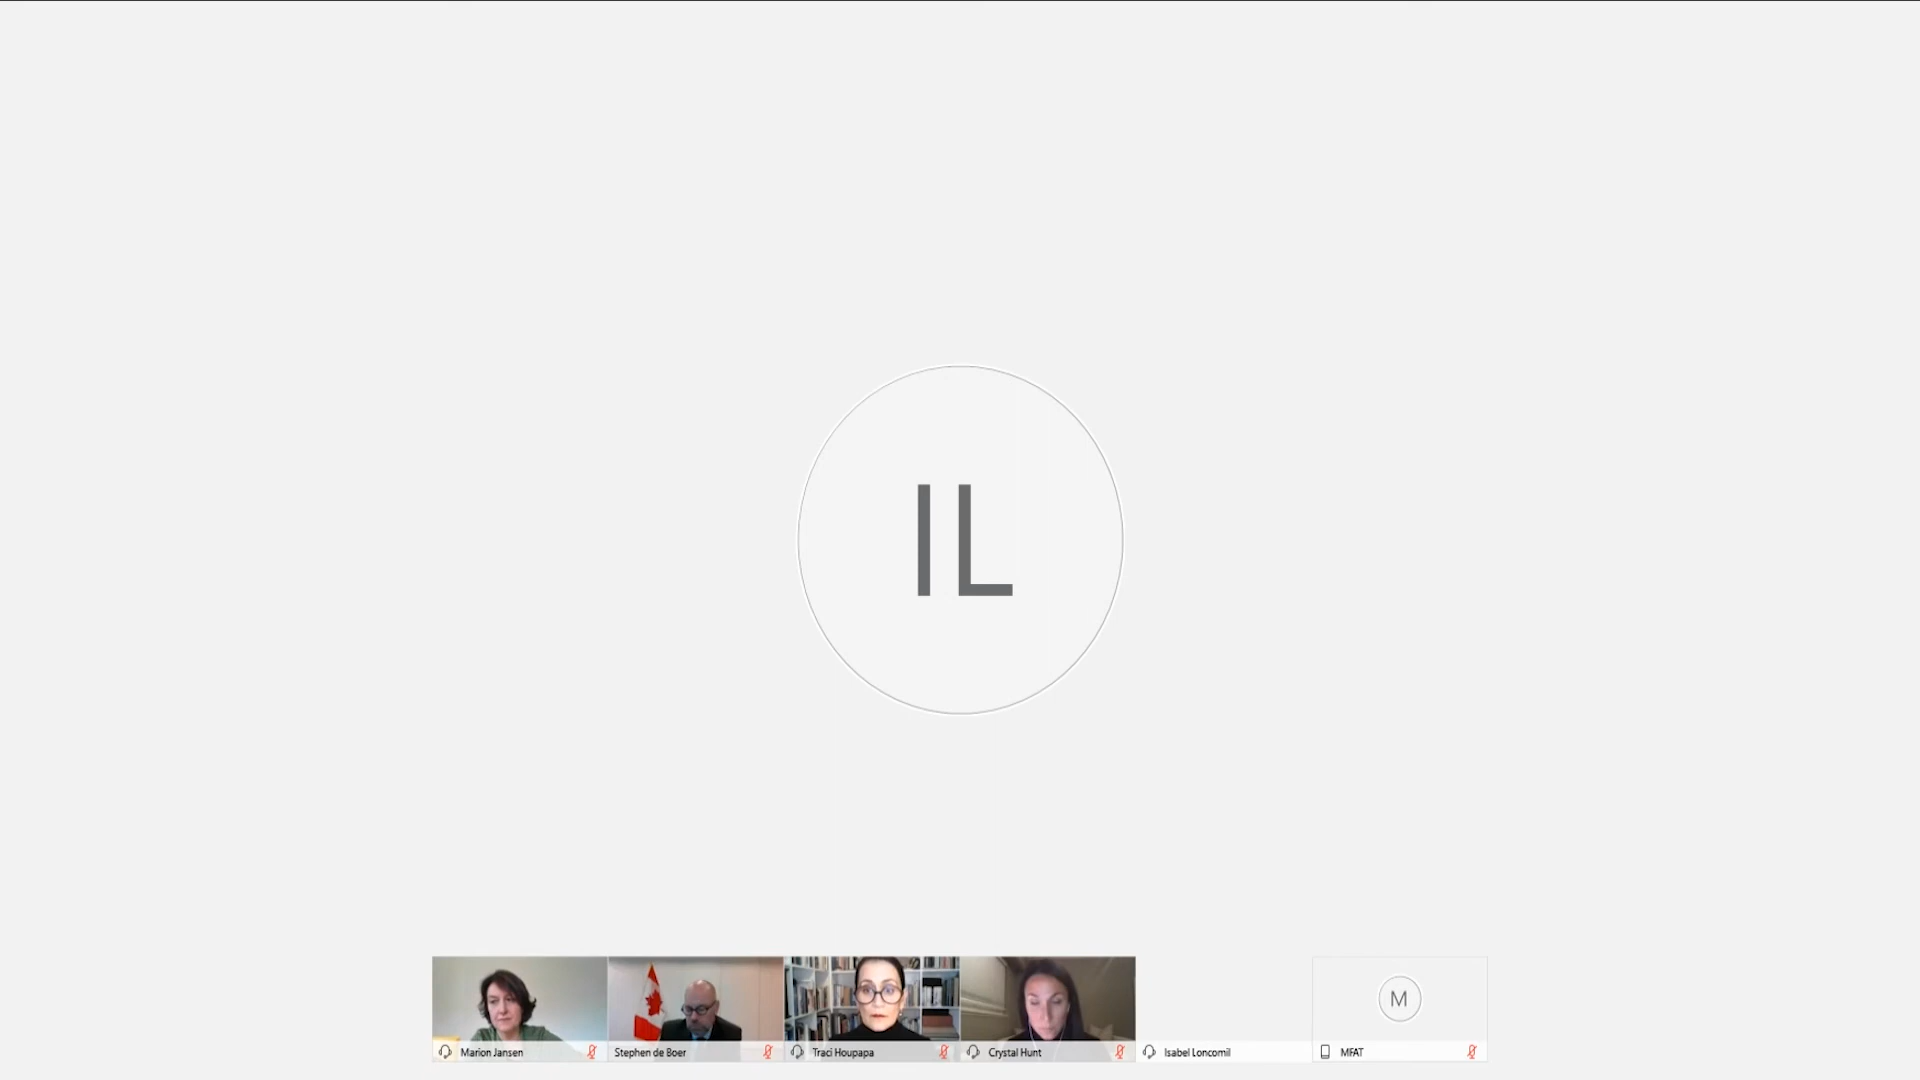 IL
Marion Jansen
Stephen de Boer
Traci Houpapa
Crystal Hunt
Isabel Loncomil
M
MFAT